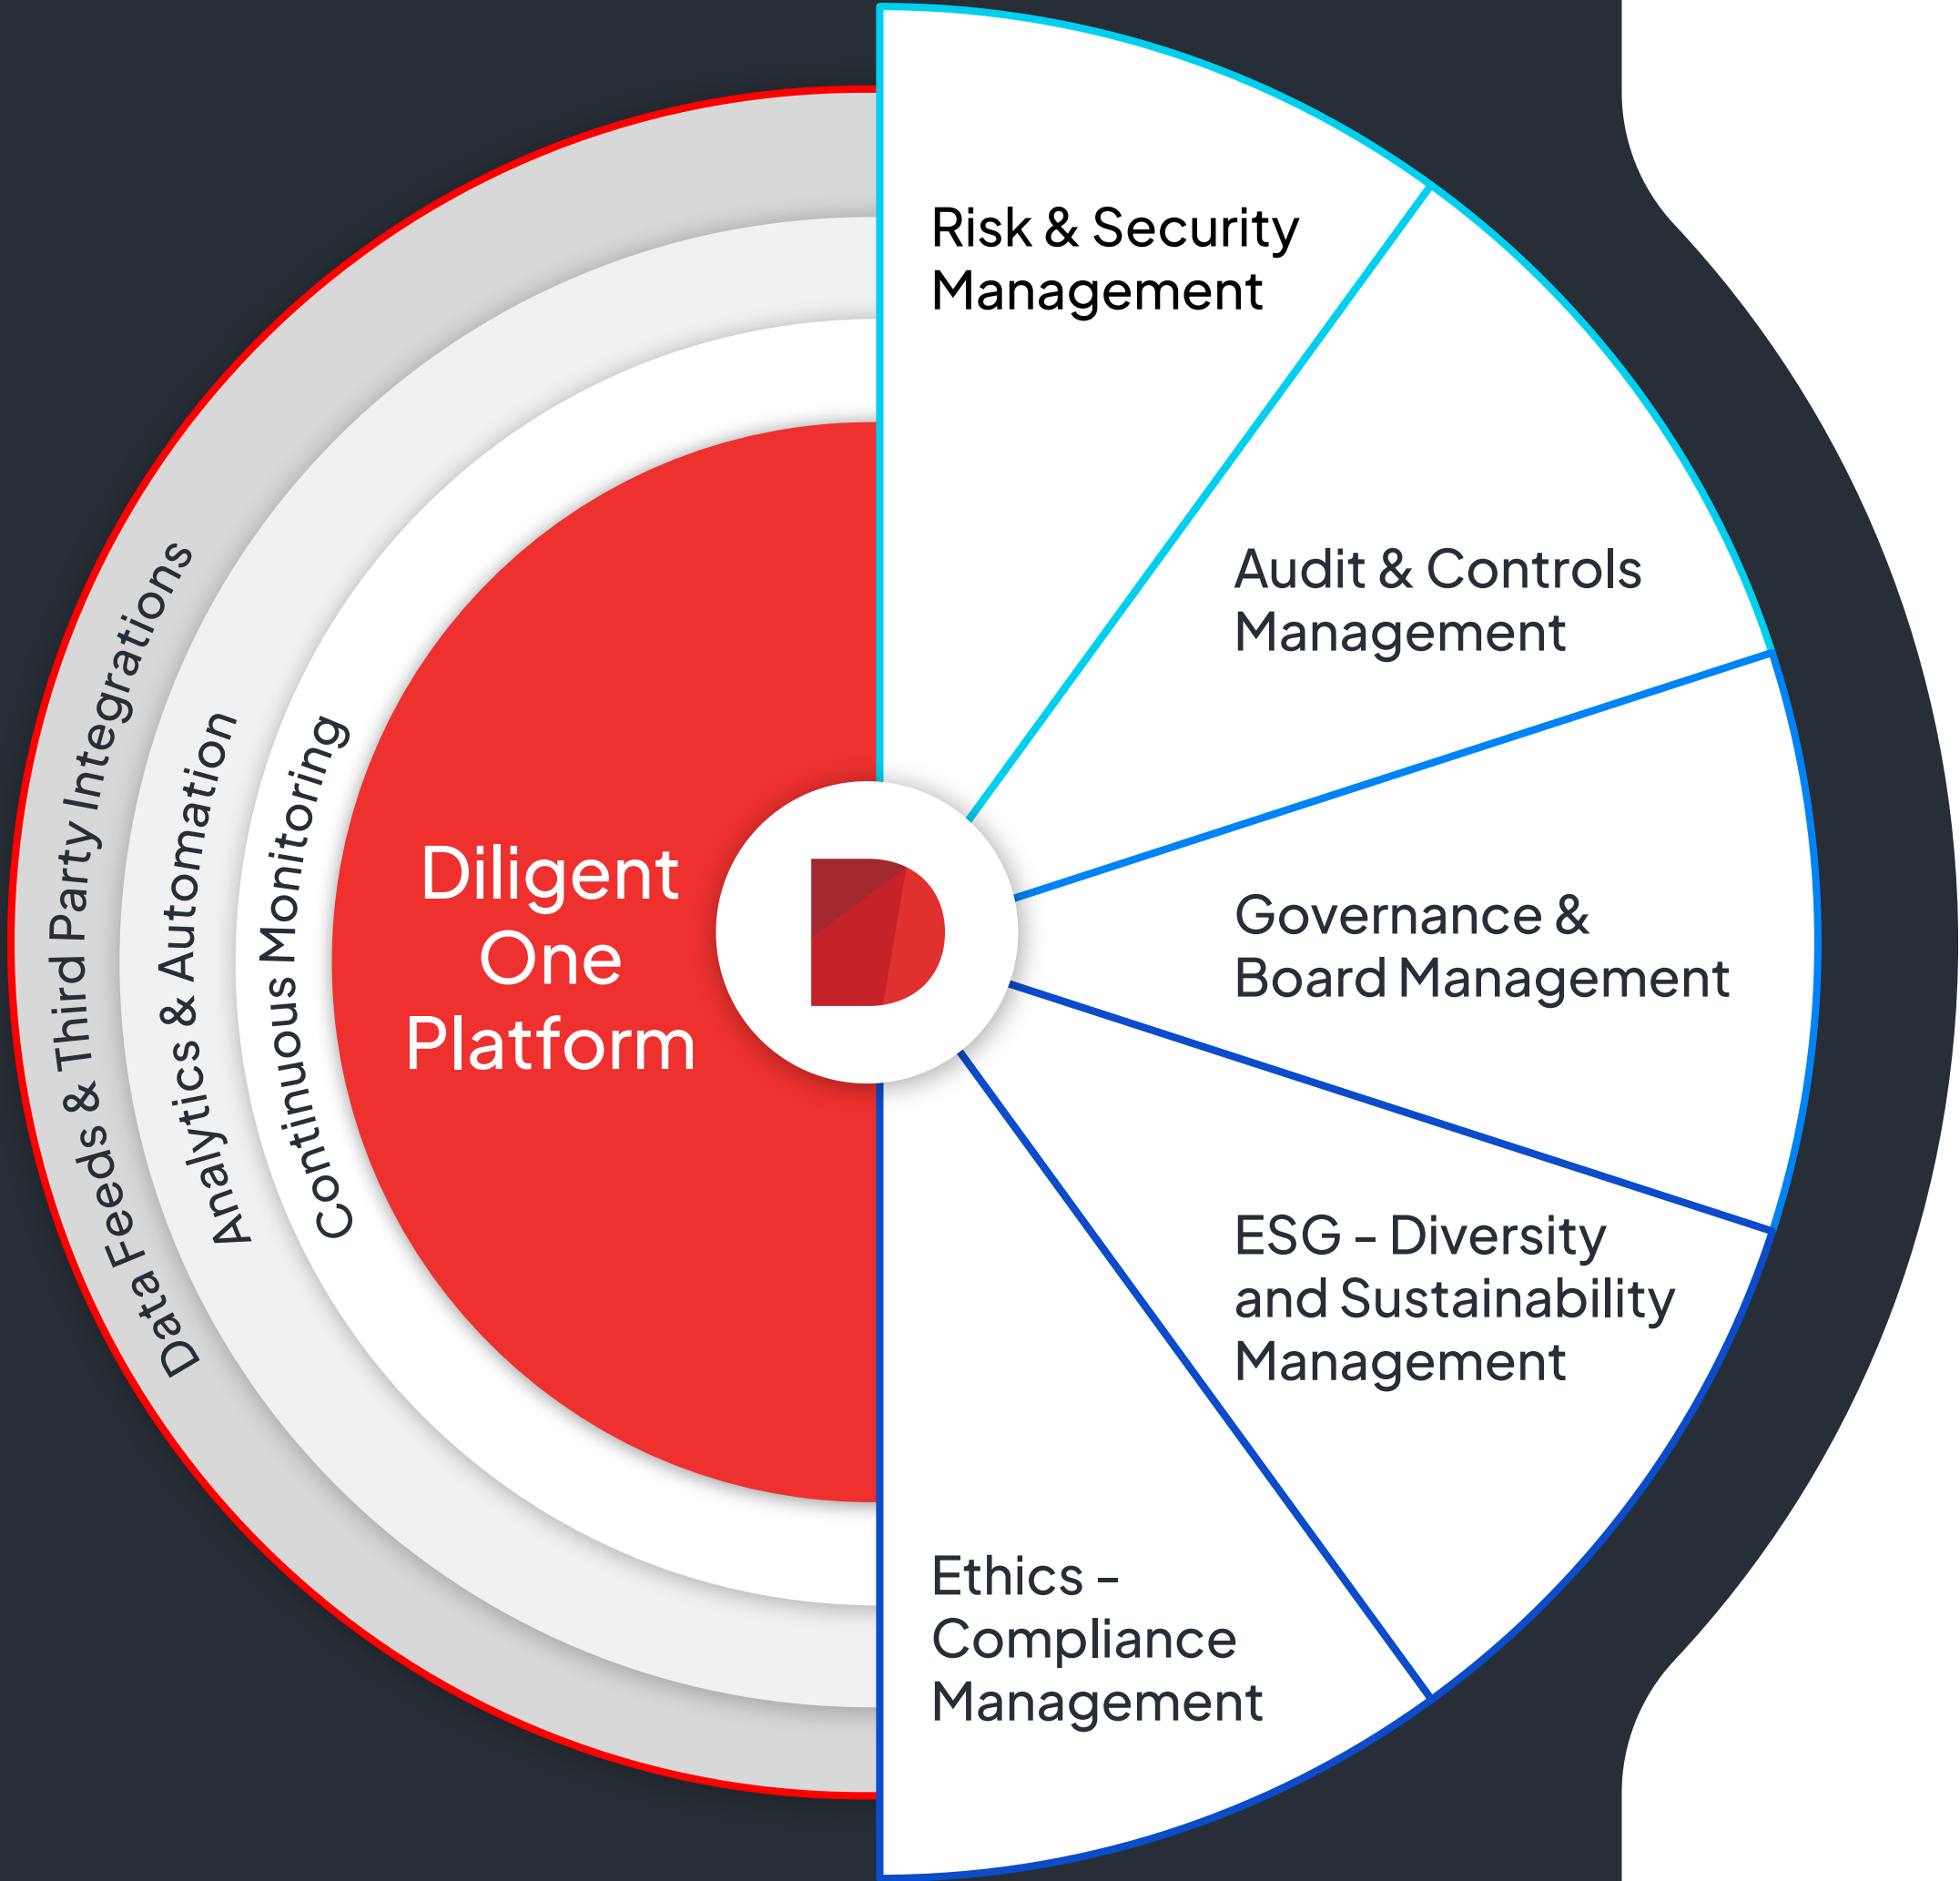 Data Feeds & Third Party Integrations
Analytics & Automation
Continuous Monitoring
Diligent
One
Platform
Risk & Security
Management
Audit & Controls
Management
Governance &
Board Management
ESG – Diversity
and Sustainability
Management
Ethics –
Compliance
Management